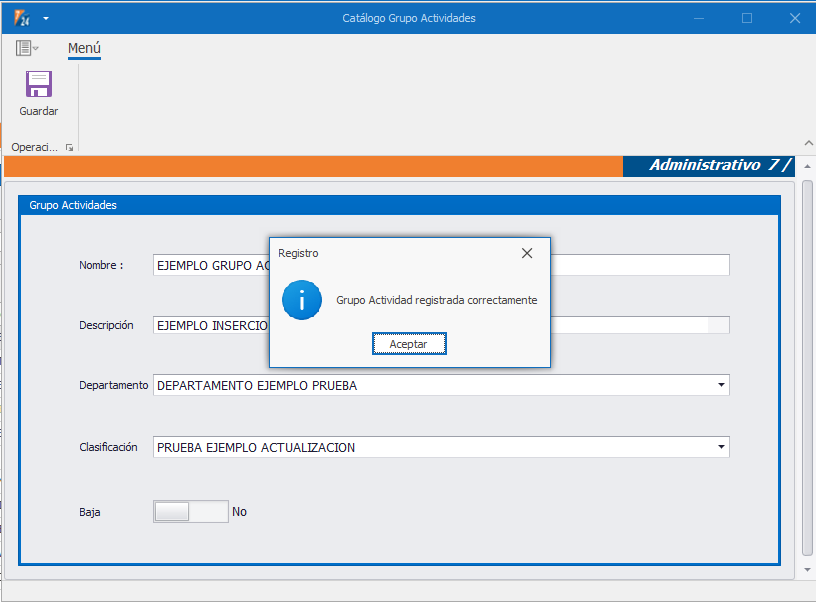 24
Catálogo Grupo Actividades
Menú
Guardar
Operaci...
Administrativo 7 /
Grupo Actividades
Registro
Nombre :
EJEMPLO GRUPO AC
Grupo Actividad registrada correctamente
Descripción
EJEMPLO INSERCIO
Aceptar
Departamento
DEPARTAMENTO EJEMPLO PRUEBA
Clasificación
PRUEBA EJEMPLO ACTUALIZACION
Baja
No